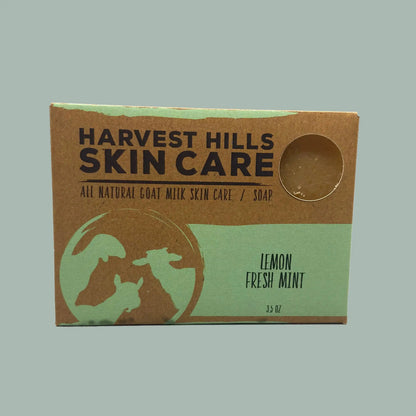 HARVEST HILLS
SKIN CARE
ALL NATURAL GOAT MILK SKIN CARE / SOAP
LEMON
FRESH MINT
3.5 OZ